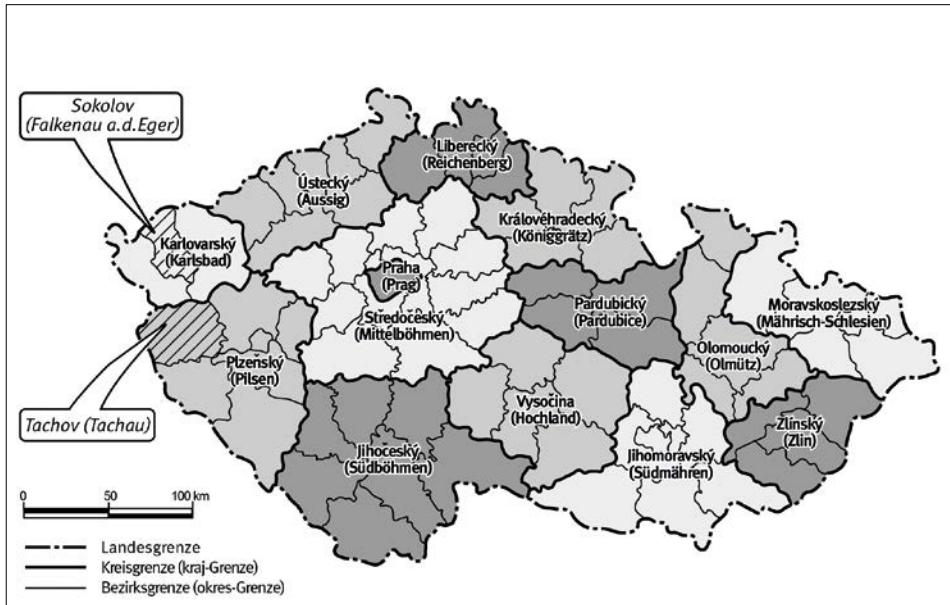 Sokolov
(Falkenau a.d.Eger)
Liberecký
(Reichenberg)
Ústecký
(Aussig)
Královéhradecký
(Königgrätz)
Karlovarský
(Karlsbad)
Praha
(Prag)
Pardubický
(Pardubice)
Moravskoslezský
(Mährisch-Schlesien)
Středočeský
(Mittelböhmen)
Olomoucký
(Olmütz)
Plzeňský
(Pilsen)
Tachov (Tachau)
Vysočina
(Hochland)
Zlínský
(Zlin)
Jihočeský
(Südböhmen)
Jihomoravský
(Südmähren)
0 50 100 km
Landesgrenze
Kreisgrenze (kraj-Grenze)
Bezirksgrenze (okres-Grenze)